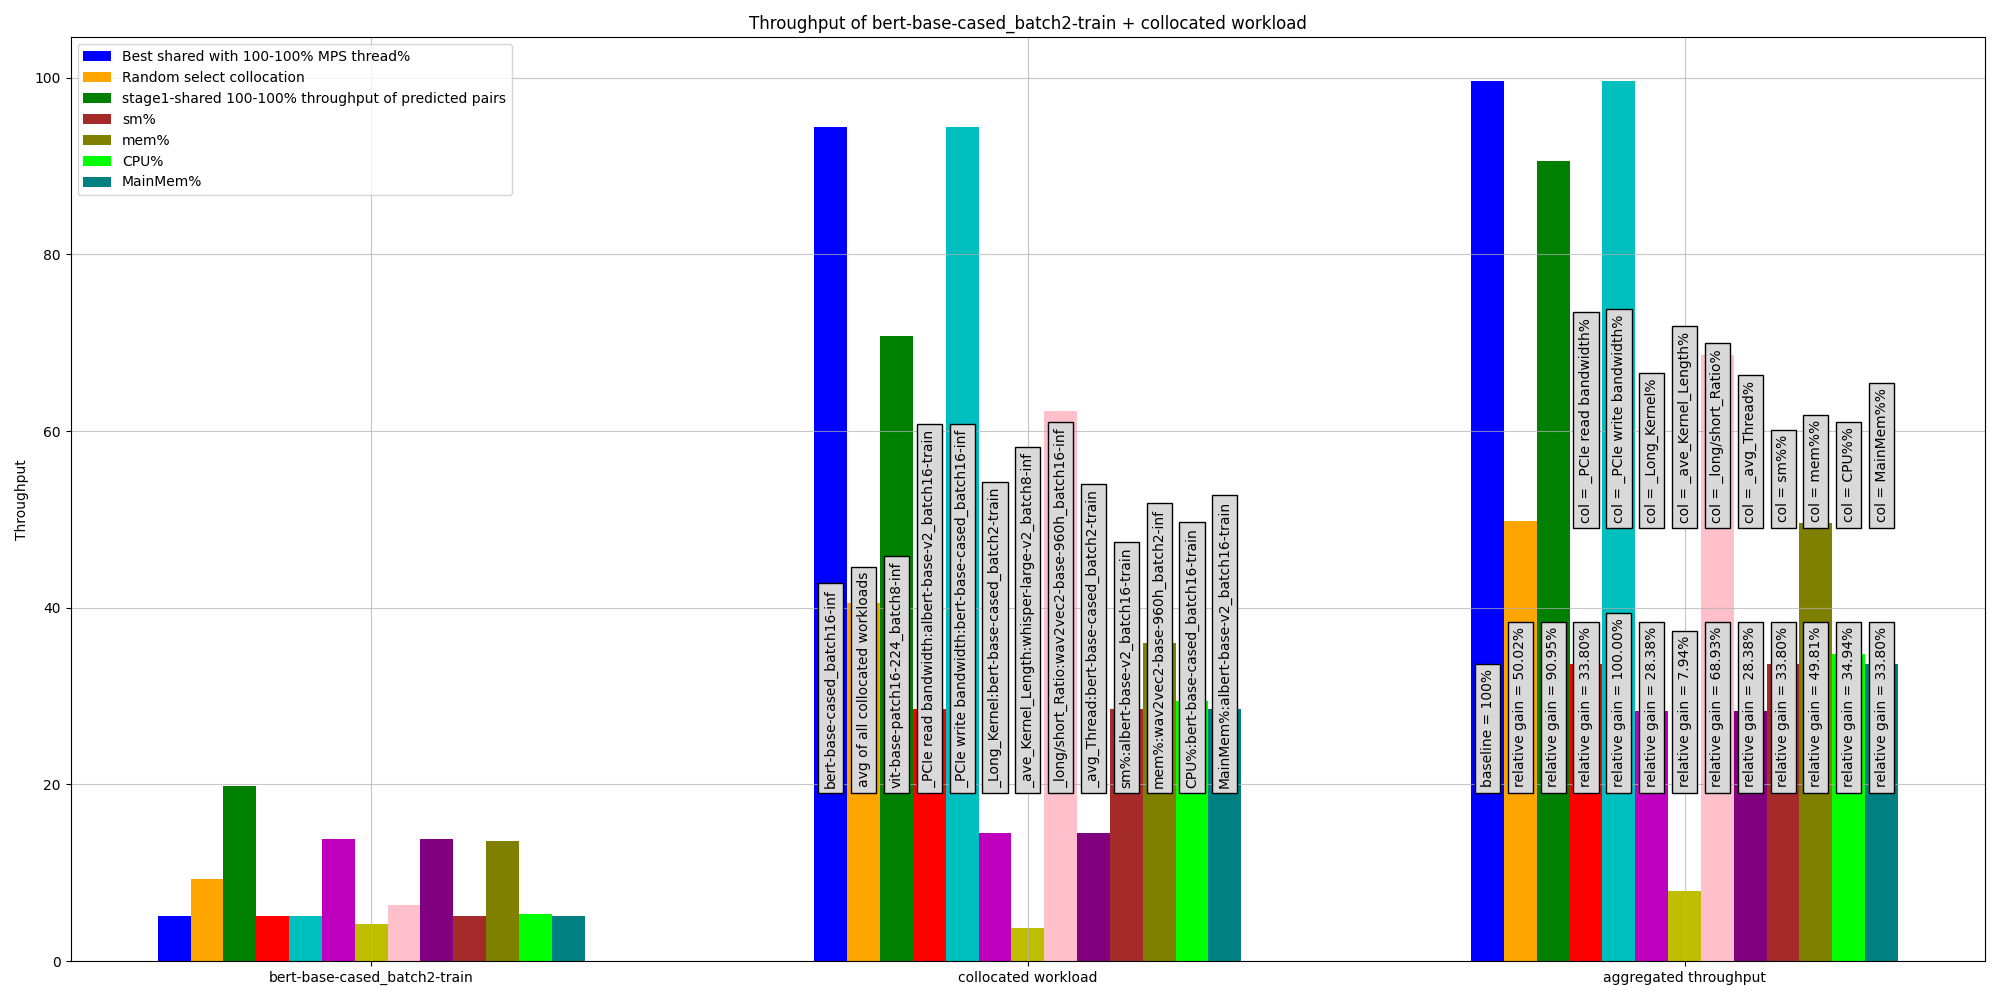 Throughput of bert-base-cased_batch2-train + collocated workload
Best shared with 100-100% MPS thread%
Random select collocation
stage1-shared 100-100% throughput of predicted pairs
sm%
mem%
CPU%
MainMem%
Throughput
100
80
60
40
20
0
bert-base-cased_batch16-inf
avg of all collocated workloads
vit-base-patch16-224_batch8-inf
_PCIe read bandwidth:albert-base-v2_batch16-train
_PCIe write bandwidth:bert-base-cased_batch16-inf
_Long_Kernel:bert-base-cased_batch2-train
_ave_Kernel_Length:whisper-large-v2_batch8-inf
_long/short_Ratio:wav2vec2-base-960h_batch16-inf
_avg_Thread:bert-base-cased_batch2-train
sm%:albert-base-v2_batch16-train
mem%:wav2vec2-base-960h_batch2-inf
CPU%:bert-base-cased_batch16-train
MainMem%:albert-base-v2_batch16-train
col = _PCIe read bandwidth%
col = _PCIe write bandwidth%
col = _Long_Kernel%
col = _ave_Kernel_Length%
col = _long/short_Ratio%
col = _avg_Thread%
col = sm%%
col = mem%%
col = CPU%%
col = MainMem%%
baseline = 100%
relative gain = 50.02%
relative gain = 90.95%
relative gain = 33.80%
relative gain = 100.00%
relative gain = 28.38%
relative gain = 7.94%
relative gain = 68.93%
relative gain = 28.38%
relative gain = 33.80%
relative gain = 49.81%
relative gain = 34.94%
relative gain = 33.80%
bert-base-cased_batch2-train
collocated workload
aggregated throughput